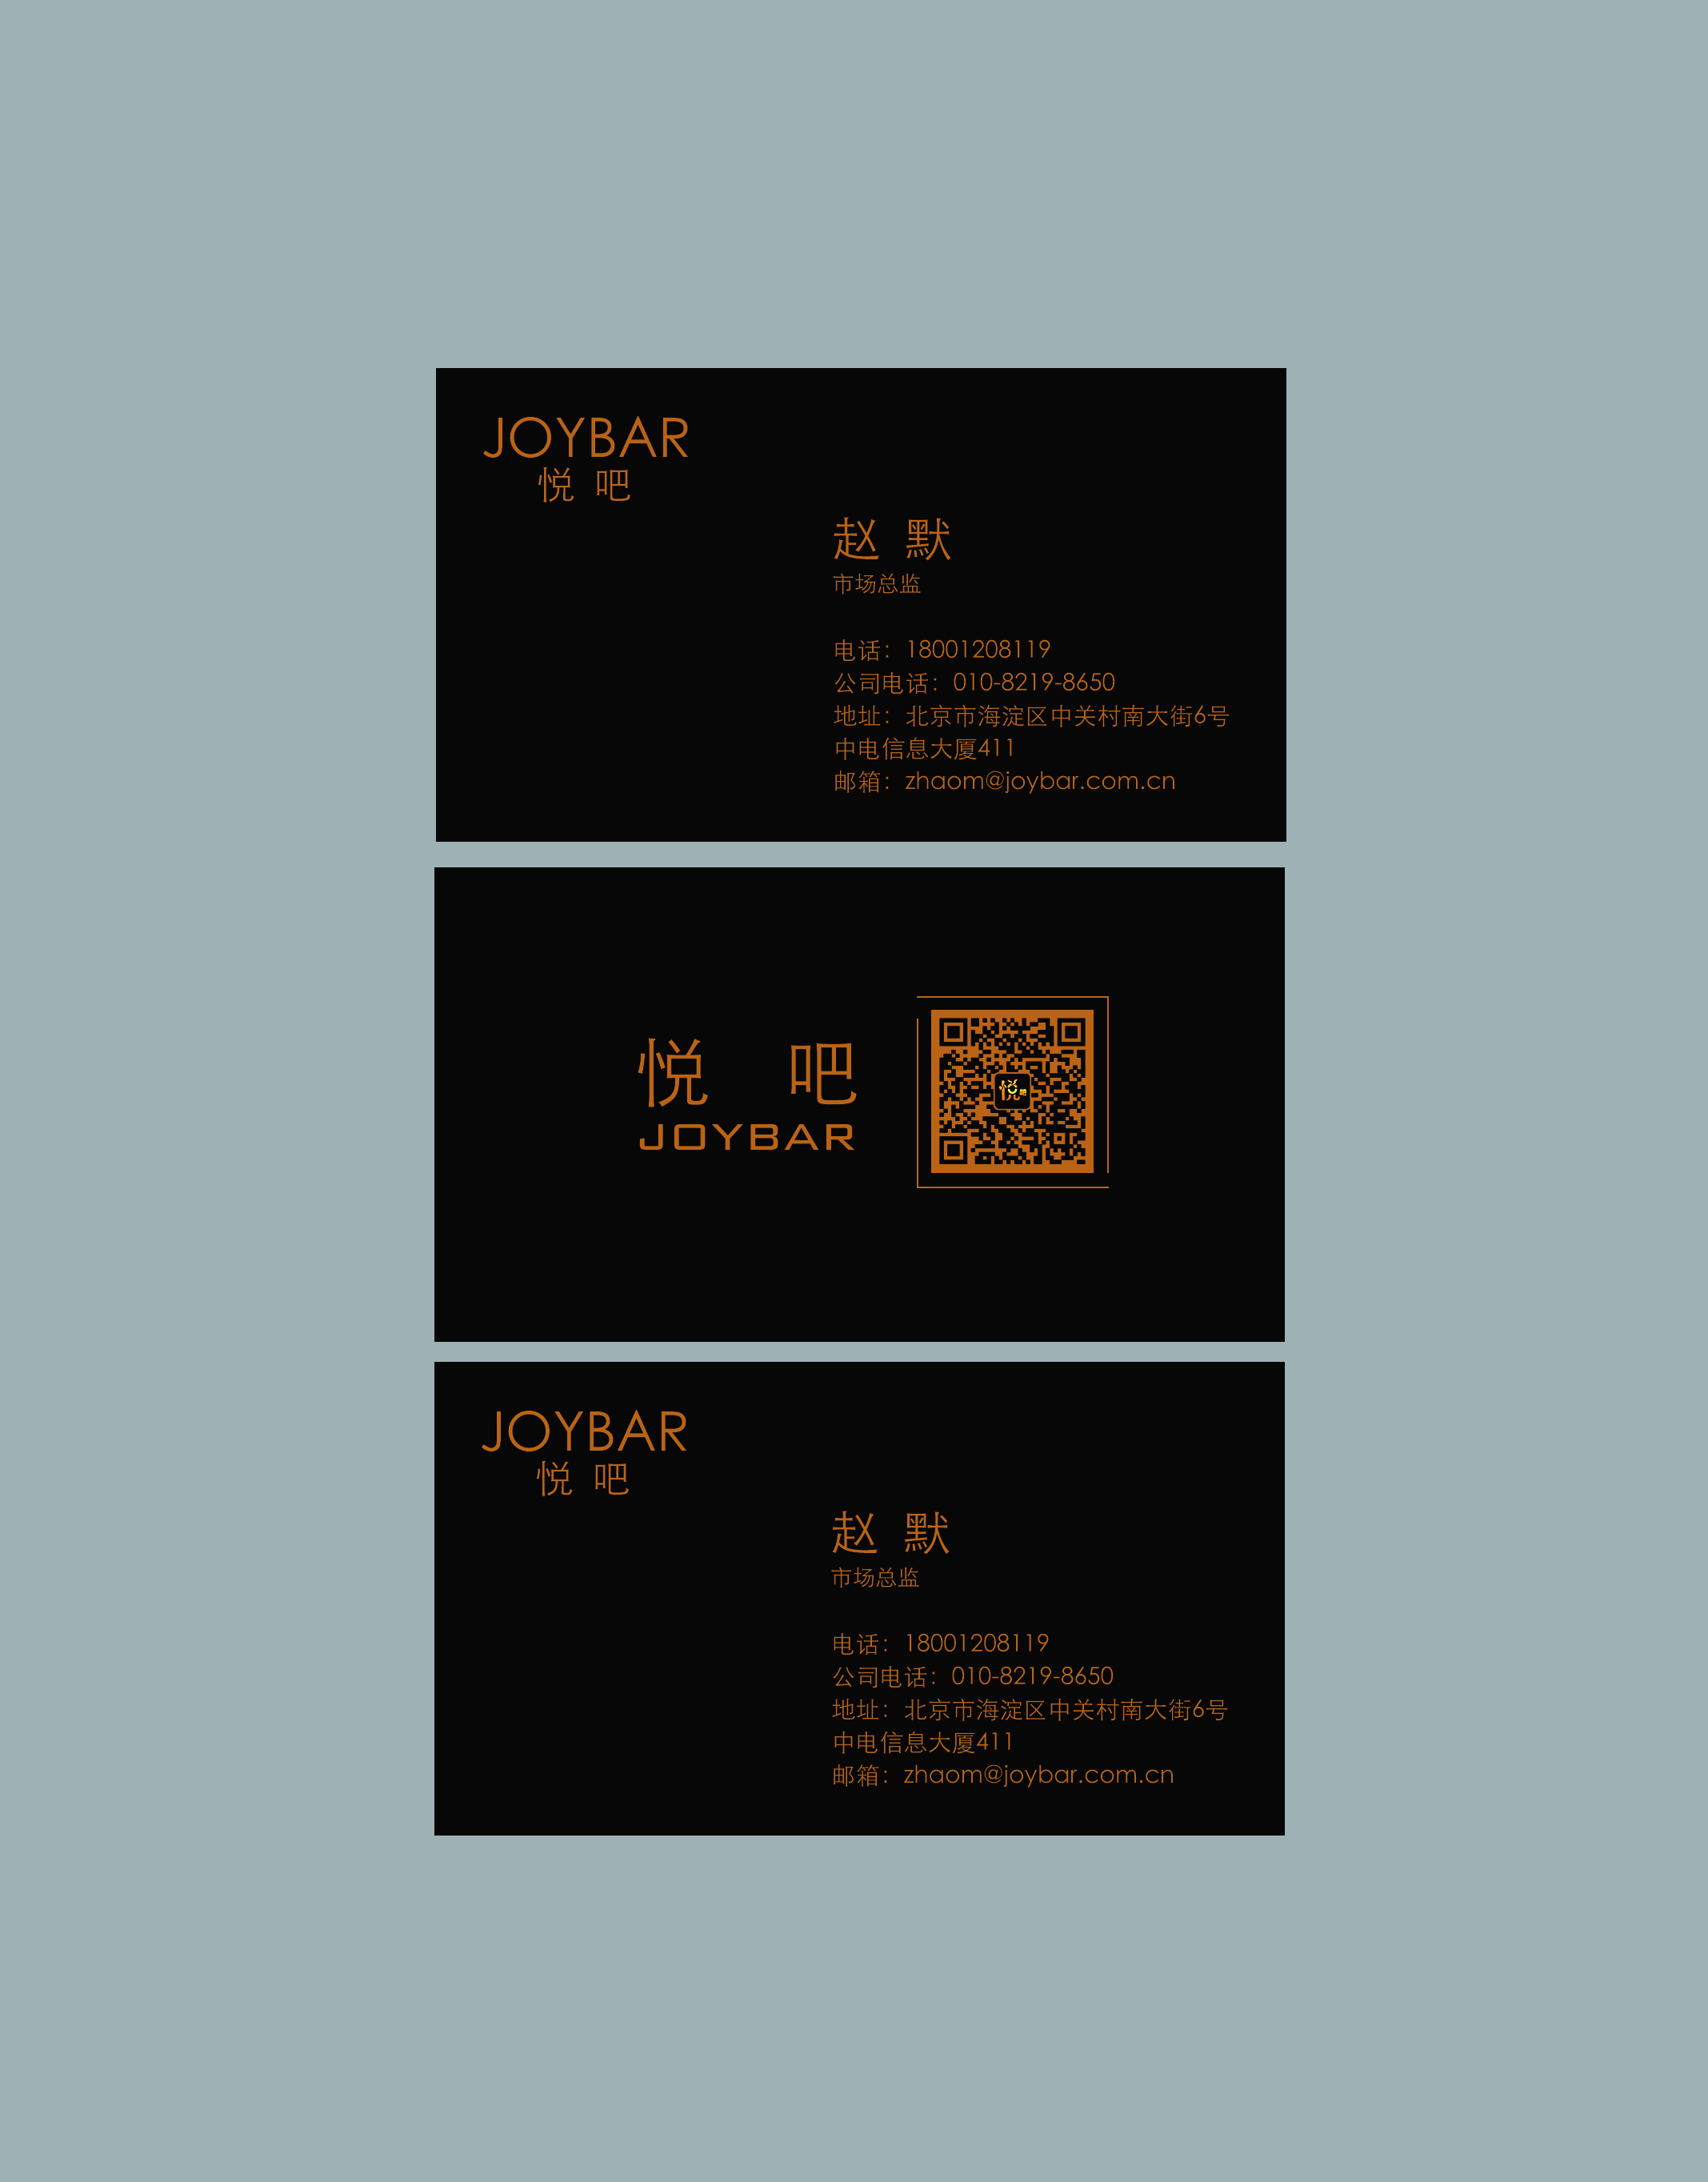 JOYBAR
悦 吧
赵 默
市场总监
电话：18001208119
公司电话：010-8219-8650
地址：北京市海淀区中关村南大街6号
中电信息大厦411
邮箱：zhaom@joybar.com.cn
悦 吧
JOYBAR
悦吧
JOYBAR
悦 吧
赵 默
市场总监
电话：18001208119
公司电话：010-8219-8650
地址：北京市海淀区中关村南大街6号
中电信息大厦411
邮箱：zhaom@joybar.com.cn